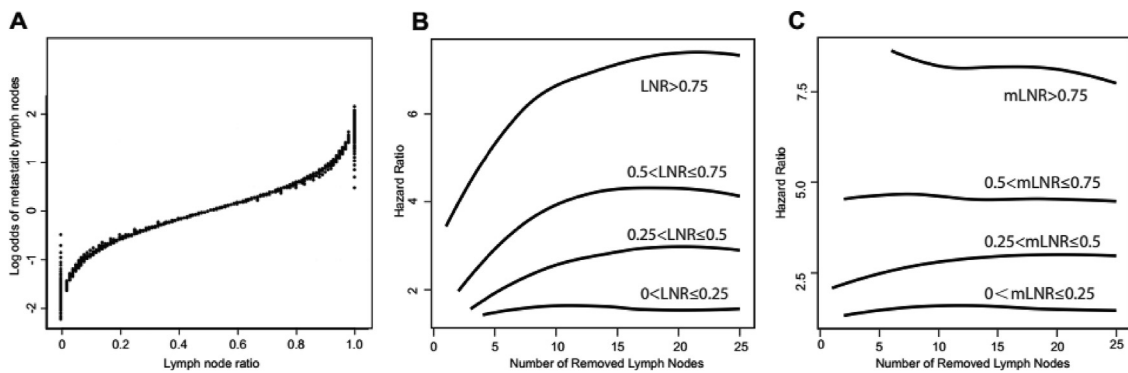 A
Log odds of metastatic lymph nodes
2
1
0
-1
-2
0
0.2
0.4
0.6
0.8
1.0
Lymph node ratio
B
Hazard Ratio
6
4
2
LNR>0.75
0.5<LNR≤0.75
0.25<LNR≤0.5
0<LNR≤0.25
0
5
10
15
20
25
Number of Removed Lymph Nodes
C
Hazard Ratio
7.5
5.0
2.5
mLNR>0.75
0.5<mLNR≤0.75
0.25<mLNR≤0.5
0<mLNR≤0.25
0
5
10
15
20
25
Number of Removed Lymph Nodes